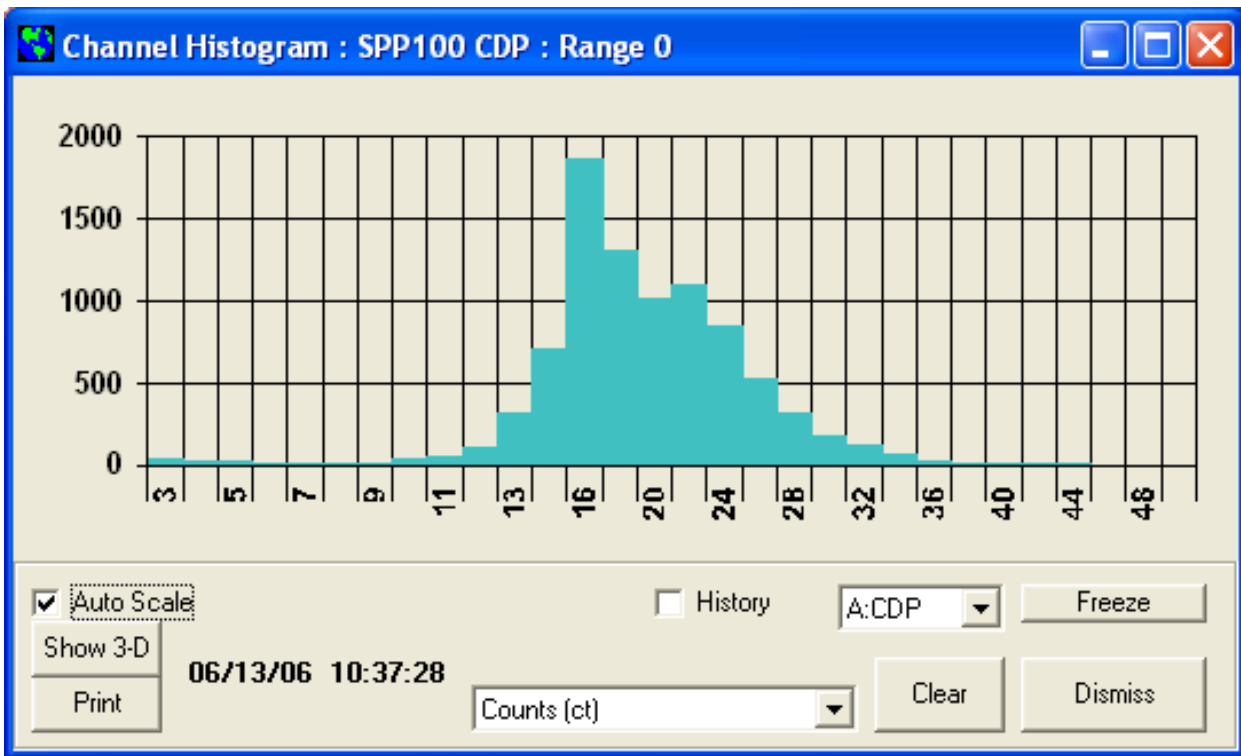 Channel Histogram : SPP100 CDP : Range 0
2000
1500
1000
500
0
3 5 7 9 11 13 16 20 24 28 32 36 40 44 48
Auto Scale
History
A:CDP
Freeze
Show 3-D
06/13/06 10:37:28
Print
Counts (ct)
Clear
Dismiss